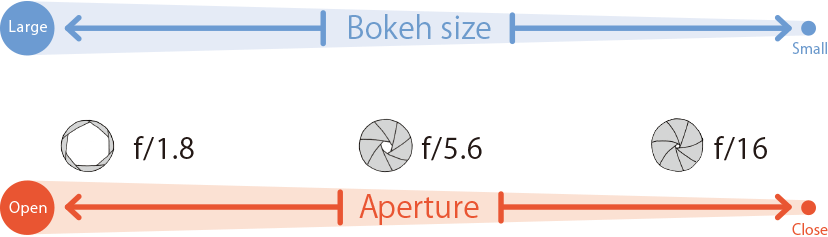 Large
Bokeh size
Small
f/1.8
f/5.6
f/16
Open
Aperture
Close